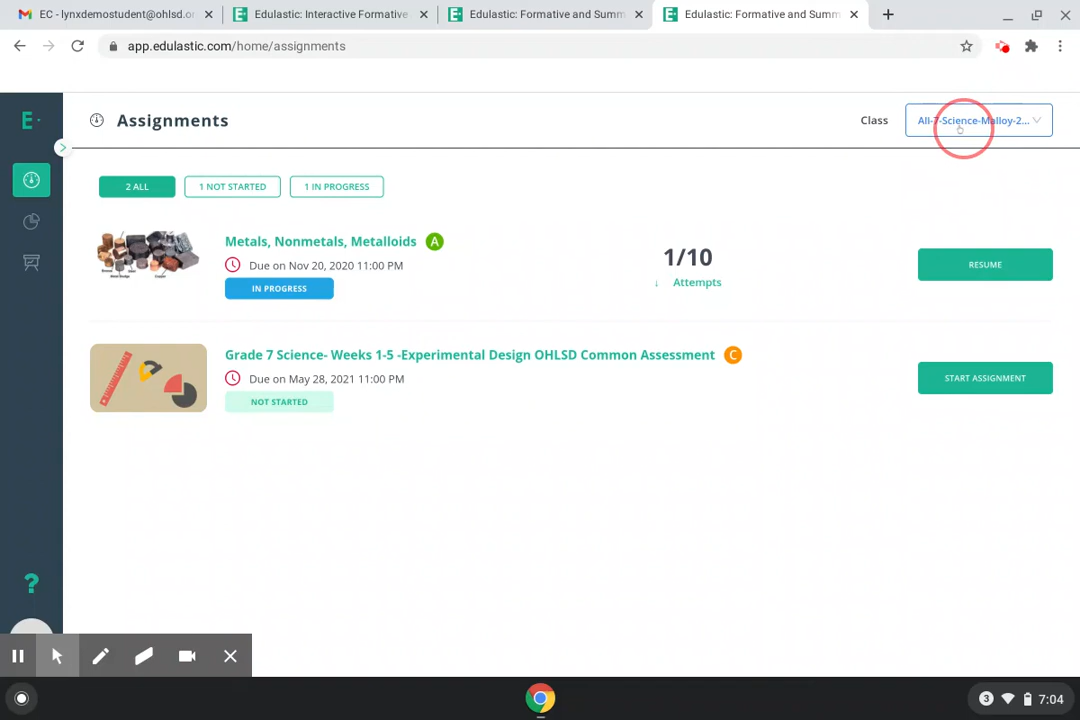 EC - lynxdemostudent@ohlsd.or
Edulastic: Interactive Formative
Edulastic: Formative and Summ
Edulastic: Formative and Summ
app.edulastic.com/home/assignments
E
Assignments
Class
All-7-Science-Malloy-2...
2 ALL
1 NOT STARTED
1 IN PROGRESS
Metals, Nonmetals, Metalloids A
Due on Nov 20, 2020 11:00 PM
IN PROGRESS
1/10
↓ Attempts
RESUME
Grade 7 Science- Weeks 1-5 -Experimental Design OHLSD Common Assessment C
Due on May 28, 2021 11:00 PM
NOT STARTED
START ASSIGNMENT
?
3
7:04